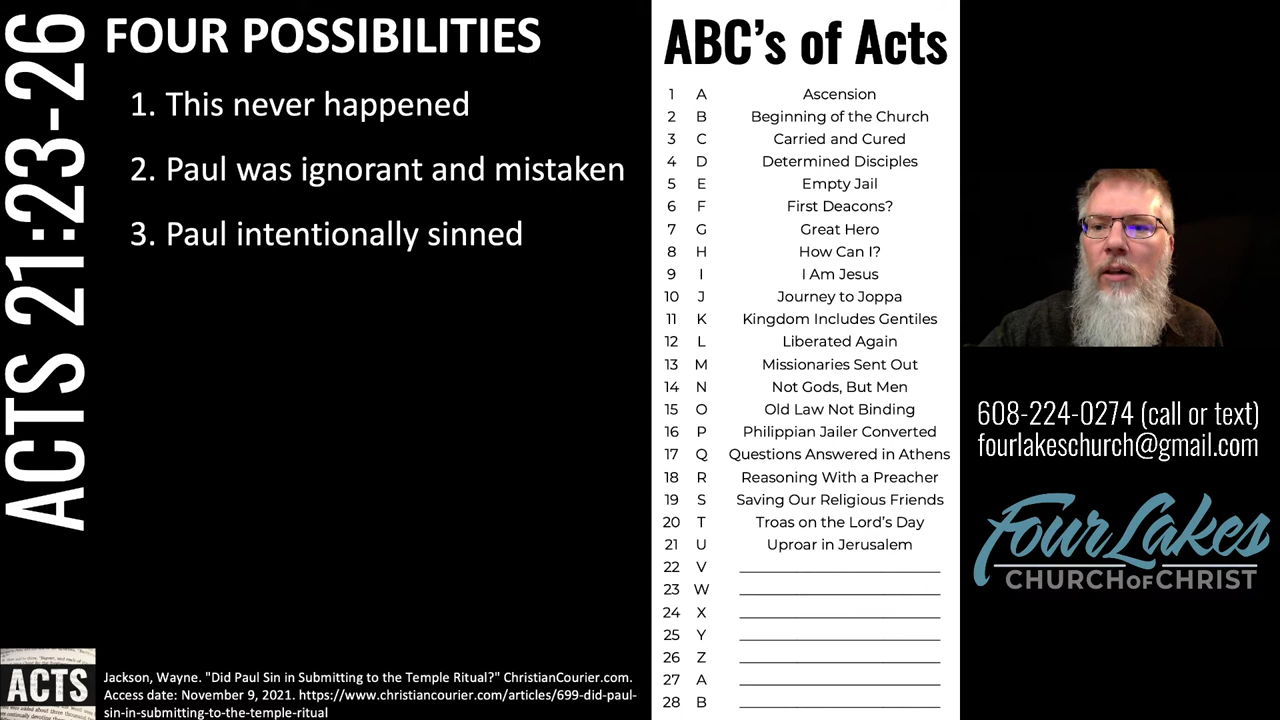 ACTS 21:23-26
FOUR POSSIBILITIES
1. This never happened
2. Paul was ignorant and mistaken
3. Paul intentionally sinned
ACTS
Jackson, Wayne. "Did Paul Sin in Submitting to the Temple Ritual?" ChristianCourier.com.
Access date: November 9, 2021. https://www.christiancourier.com/articles/699-did-paul-
sin-in-submitting-to-the-temple-ritual
ABC's of Acts
1 A Ascension
2 B Beginning of the Church
3 C Carried and Cured
4 D Determined Disciples
5 E Empty Jail
6 F First Deacons?
7 G Great Hero
8 H How Can I?
9 I I Am Jesus
10 J Journey to Joppa
11 K Kingdom Includes Gentiles
12 L Liberated Again
13 M Missionaries Sent Out
14 N Not Gods, But Men
15 O Old Law Not Binding
16 P Philippian Jailer Converted
17 Q Questions Answered in Athens
18 R Reasoning With a Preacher
19 S Saving Our Religious Friends
20 T Troas on the Lord's Day
21 U Uproar in Jerusalem
22 V
23 W
24 X
25 Y
26 Z
27 A
28 B
608-224-0274 (call or text)
fourlakeschurch@gmail.com
Four Lakes
CHURCH OF CHRIST